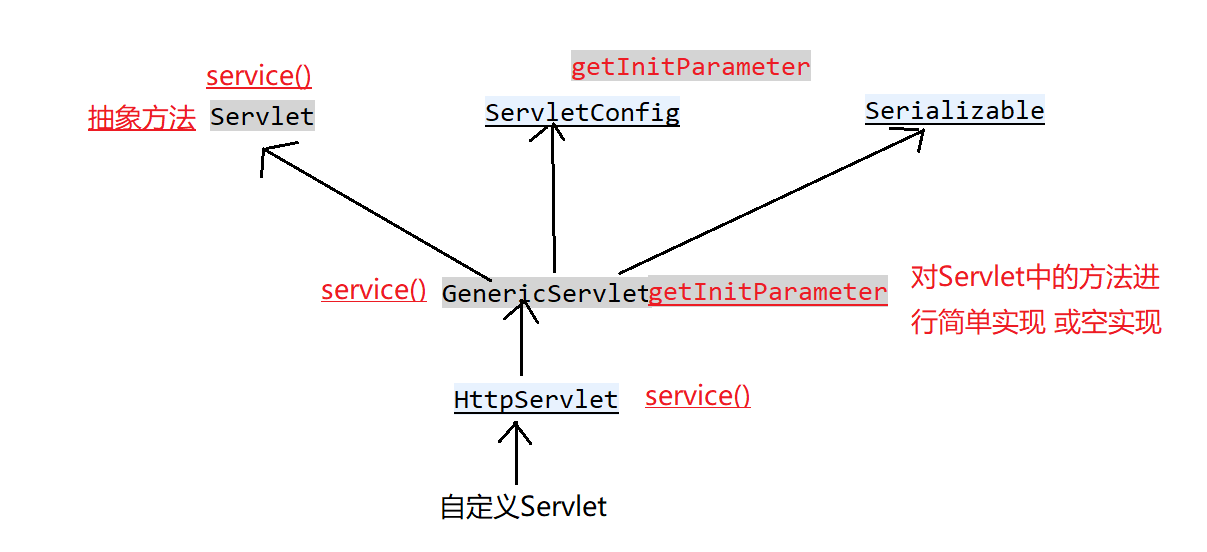 getInitParameter
service()
抽象方法 Servlet
ServletConfig
Serializable
service() GenericServlet getInitParameter
对Servlet中的方法进
行简单实现 或空实现
HttpServlet service()
自定义Servlet